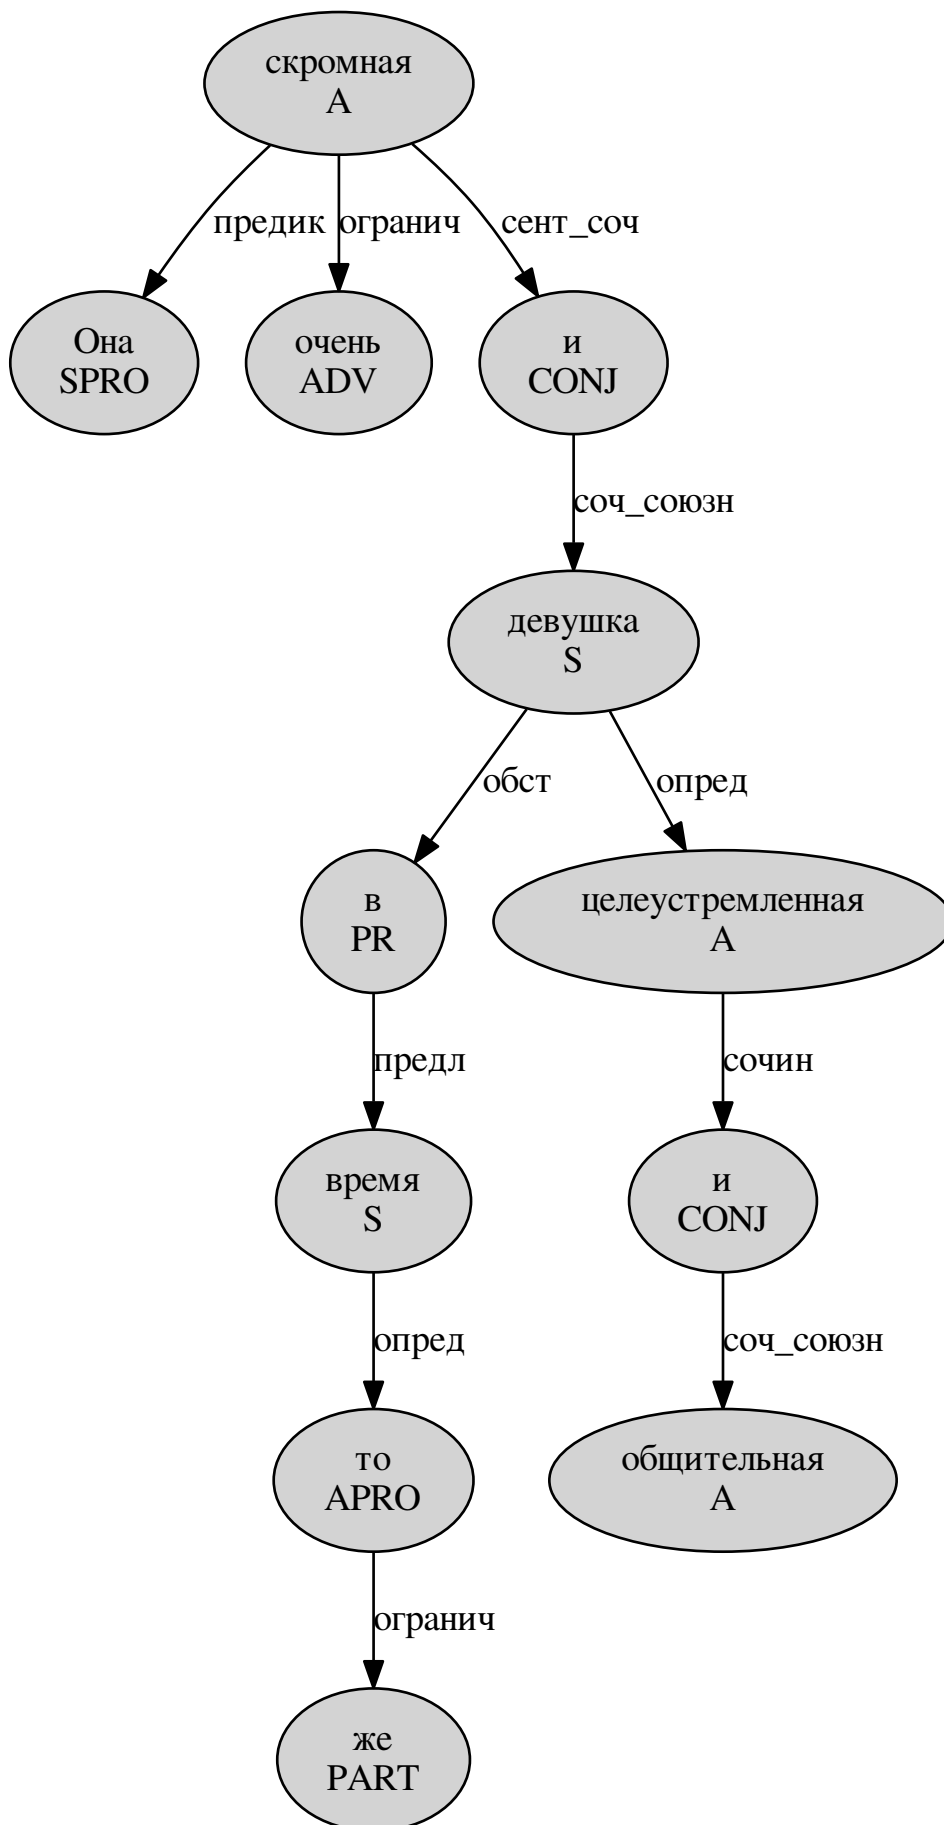 скромная
A
предик огранич сент_соч
Она
SPRO
очень
ADV
и
CONJ
соч_союзн
девушка
S
обст опред
в
PR
целеустремленная
A
предл сочин
время
S
и
CONJ
опред соч_союзн
то
APRO
общительная
A
огранич
же
PART